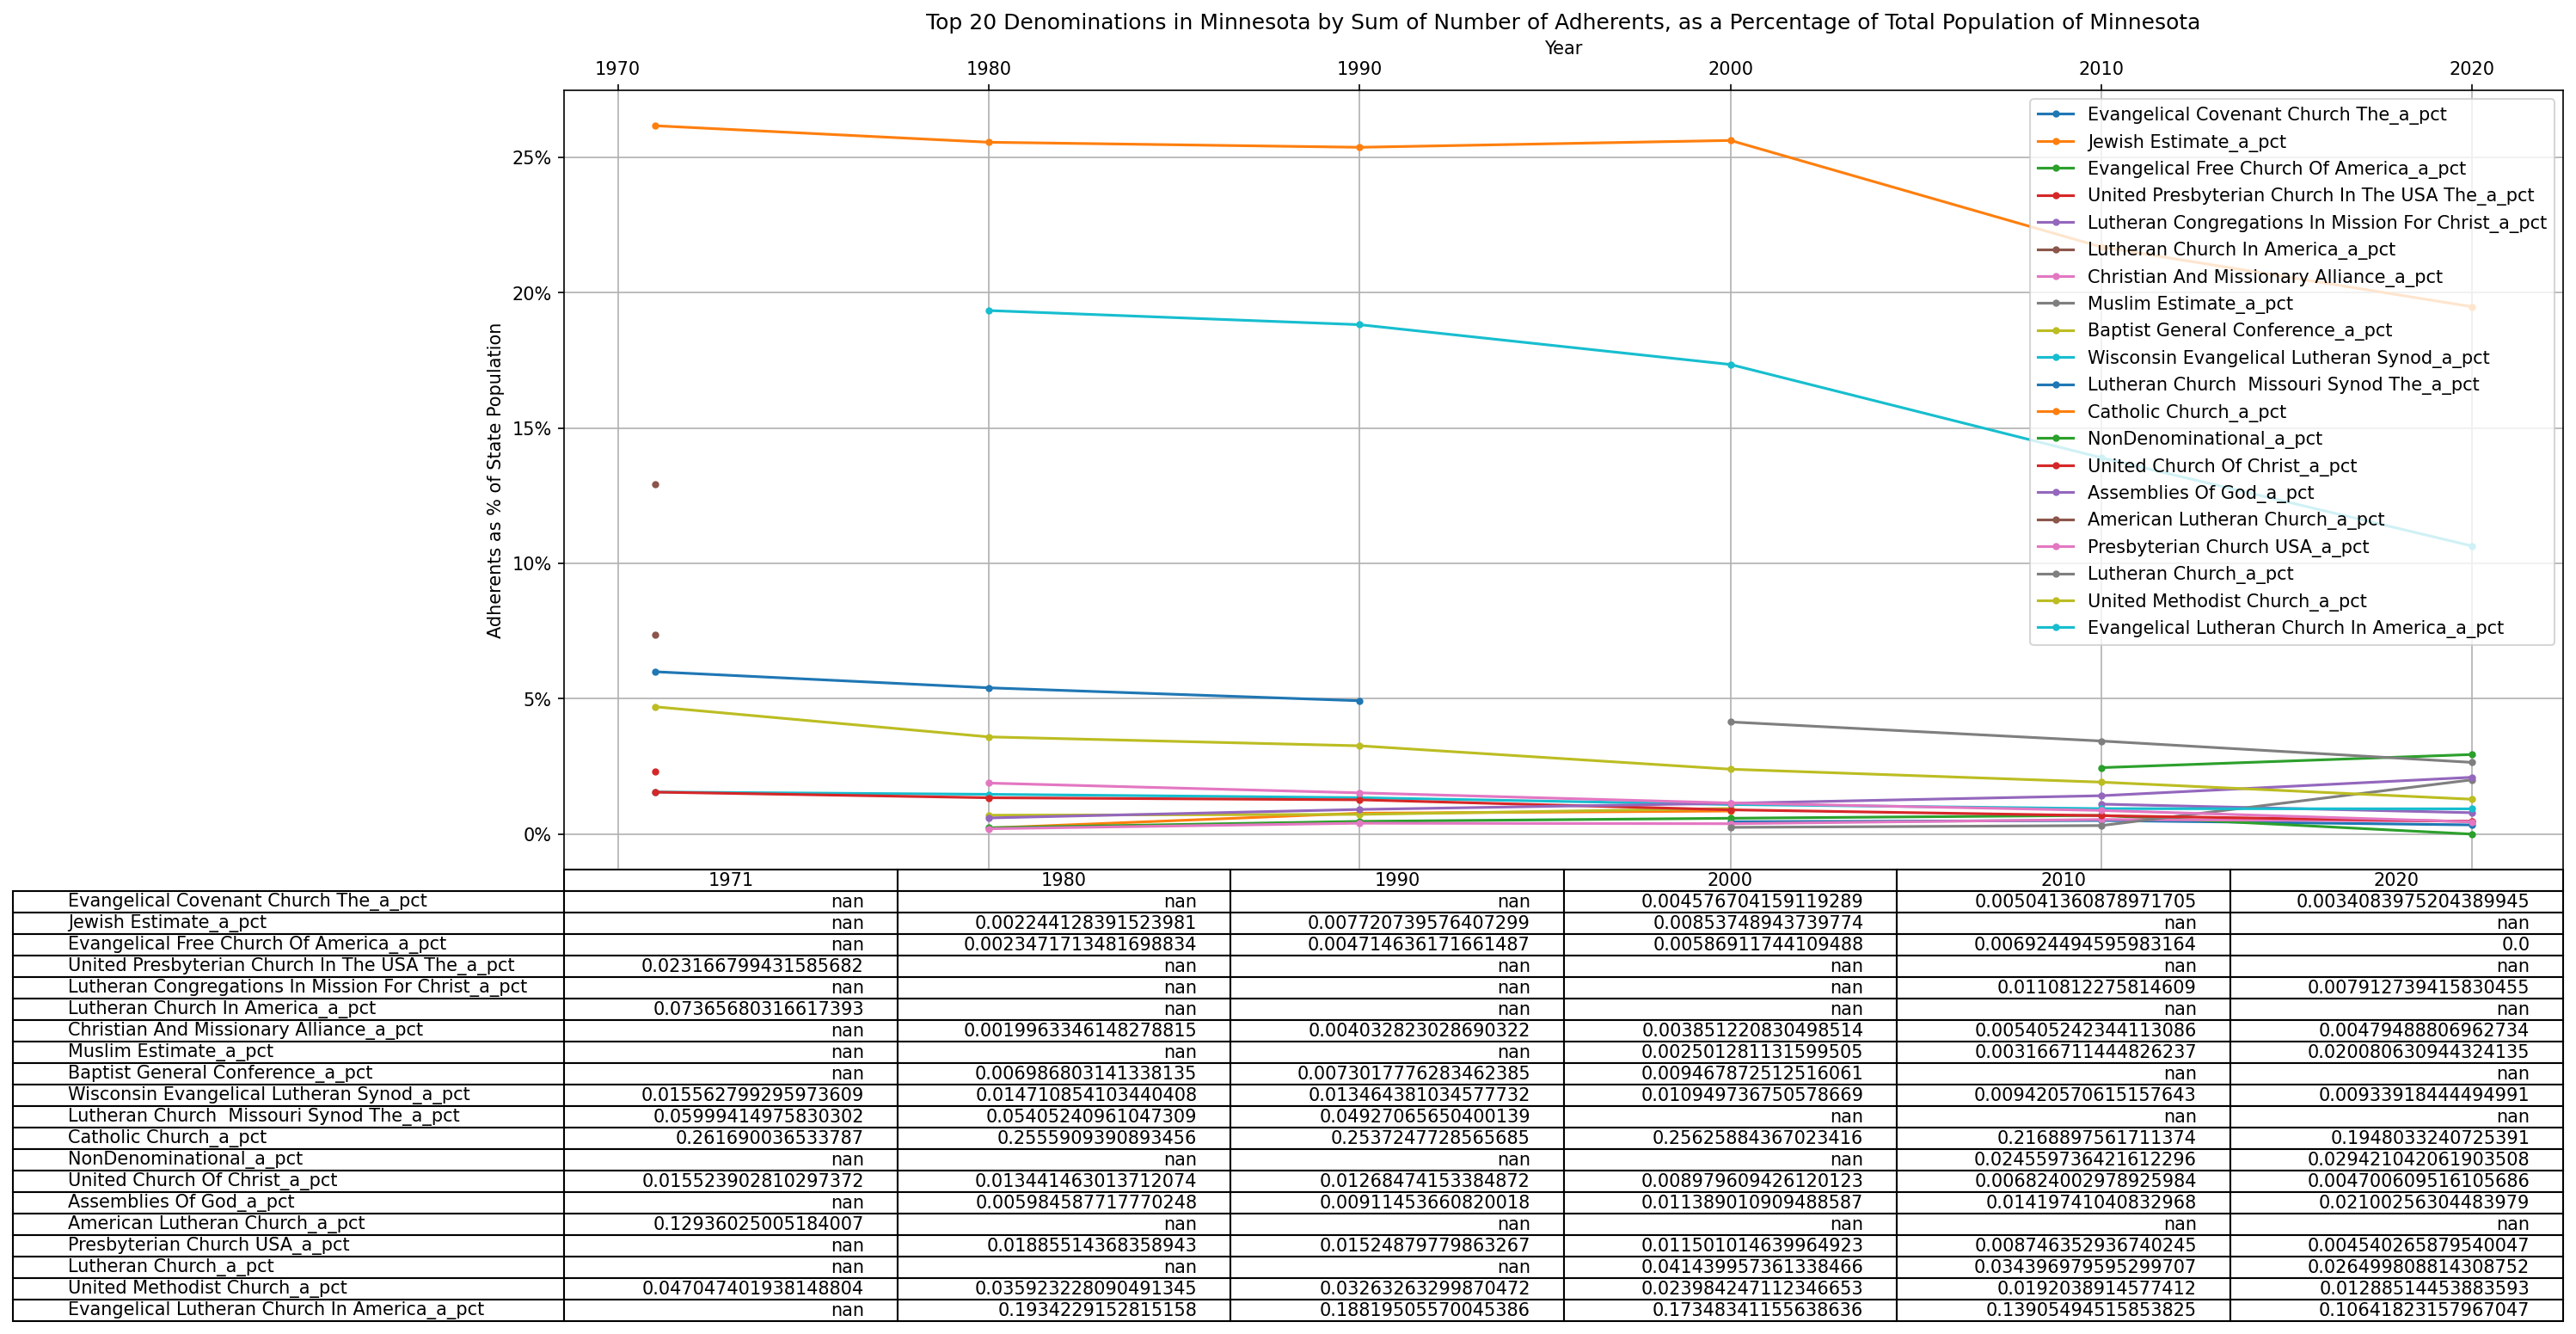 Top 20 Denominations in Minnesota by Sum of Number of Adherents, as a Percentage of Total Population of Minnesota
Year
1970 1980 1990 2000 2010 2020
25%
20%
15%
10%
5%
0%
Adherents as % of State Population
Evangelical Covenant Church The_a_pct
Jewish Estimate_a_pct
Evangelical Free Church Of America_a_pct
United Presbyterian Church In The USA The_a_pct
Lutheran Congregations In Mission For Christ_a_pct
Lutheran Church In America_a_pct
Christian And Missionary Alliance_a_pct
Muslim Estimate_a_pct
Baptist General Conference_a_pct
Wisconsin Evangelical Lutheran Synod_a_pct
Lutheran Church  Missouri Synod The_a_pct
Catholic Church_a_pct
NonDenominational_a_pct
United Church Of Christ_a_pct
Assemblies Of God_a_pct
American Lutheran Church_a_pct
Presbyterian Church USA_a_pct
Lutheran Church_a_pct
United Methodist Church_a_pct
Evangelical Lutheran Church In America_a_pct
1971 1980 1990 2000 2010 2020
Evangelical Covenant Church The_a_pct nan nan nan 0.004576704159119289 0.005041360878971705 0.0034083975204389945
Jewish Estimate_a_pct nan 0.002244128391523981 0.007720739576407299 0.00853748943739774 nan nan
Evangelical Free Church Of America_a_pct nan 0.0023471713481698834 0.004714636171661487 0.00586911744109488 0.006924494595983164 0.0
United Presbyterian Church In The USA The_a_pct 0.023166799431585682 nan nan nan nan nan
Lutheran Congregations In Mission For Christ_a_pct nan nan nan nan 0.0110812275814609 0.007912739415830455
Lutheran Church In America_a_pct 0.07365680316617393 nan nan nan nan nan
Christian And Missionary Alliance_a_pct nan 0.00199633461482788​15 0.004032823028690322 0.003851220830498514 0.005405242344113086 0.00479488806962734
Muslim Estimate_a_pct nan nan nan 0.002501281131599505 0.003166711444826237 0.020080630944324135
Baptist General Conference_a_pct nan 0.006986803141338135 0.0073017776283462385 0.009467872512516061 nan nan
Wisconsin Evangelical Lutheran Synod_a_pct 0.015562799295973609 0.014710854103440408 0.013464381034577732 0.010949736750578669 0.009420570615157643 0.00933918444494991
Lutheran Church  Missouri Synod The_a_pct 0.05999414975830302 0.05405240961047309 0.04927065650400139 nan nan nan
Catholic Church_a_pct 0.261690036533787 0.2555909390893456 0.2537247728565685 0.25625884367023416 0.2168897561711374 0.1948033240725391
NonDenominational_a_pct nan nan nan nan 0.024559736421612296 0.029421042061903508
United Church Of Christ_a_pct 0.015523902810297372 0.013441463013712074 0.01268474153384872 0.008979609426120123 0.006824002978925984 0.004700609516105686
Assemblies Of God_a_pct nan 0.005984587717770248 0.00911453660820018 0.011389010909488587 0.01419741040832968 0.02100256304483979
American Lutheran Church_a_pct 0.12936025005184007 nan nan nan nan nan
Presbyterian Church USA_a_pct nan 0.01885514368358943 0.01524879779863267 0.011501014639964923 0.008746352936740245 0.004540265879540047
Lutheran Church_a_pct nan nan nan 0.041439957361338466 0.034396979595299707 0.026499808814308752
United Methodist Church_a_pct 0.047047401938148804 0.035923228090491345 0.03263263299870472 0.023984247112346653 0.0192038914577412 0.01288514453883593
Evangelical Lutheran Church In America_a_pct nan 0.1934229152815158 0.18819505570045386 0.17348341155638636 0.13905494515853825 0.10641823157967047